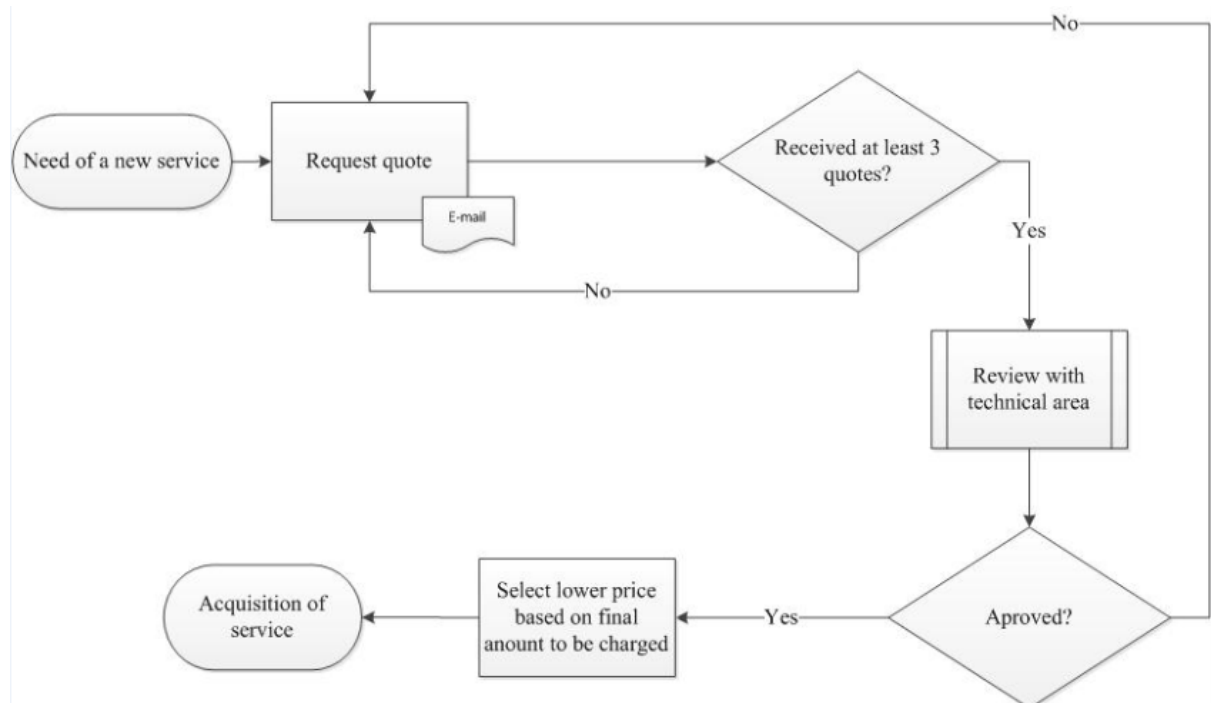 No
Need of a new service
Request quote
E-mail
Received at least 3
quotes?
No
Yes
Review with
technical area
Aproved?
Yes
Select lower price
based on final
anount to be charged
Acquisition of
service